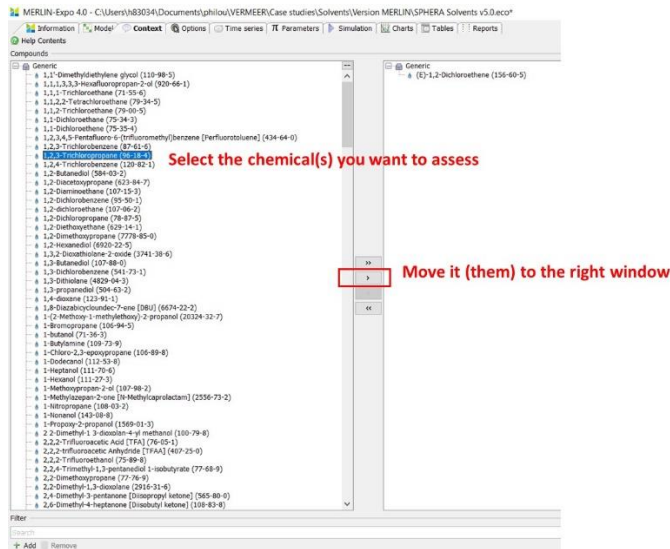 MERLIN-Expo 4.0 - C:\Users\h83034\Documents\philou\VERMEER\Case studies\Solvents\Version MERLIN\SPHERA Solvents v5.0.eco*
Information Model Context Options Time series π Parameters Simulation Charts Tables Reports
Help Contents
Compounds
Generic
1,1'-Dimethyldiethylene glycol (110-98-5)
1,1,1,3,3,3-Hexafluoropropan-2-ol (920-66-1)
1,1,1-Trichloroethane (71-55-6)
1,1,2,2-Tetrachloroethane (79-34-5)
1,1,2-Trichloroethane (79-00-5)
1,1-Dichloroethane (75-34-3)
1,1-Dichloroethene (75-35-4)
1,2,3,4,5-Pentafluoro-6-(trifluoromethyl)benzene [Perfluorotoluene] (434-64-0)
1,2,3-Trichlorobenzene (87-61-6)
1,2,3-Trichloropropane (96-18-4)
1,2,4-Trichlorobenzene (120-82-1)
1,2-Butanediol (584-03-2)
1,2-Diacetoxypropane (623-84-7)
1,2-Diaminoethane (107-15-3)
1,2-Dichlorobenzene (95-50-1)
1,2-dichloroethane (107-06-2)
1,2-Dichloropropane (78-87-5)
1,2-Diethoxyethane (629-14-1)
1,2-Dimethoxypropane (7778-85-0)
1,2-Hexanediol (6920-22-5)
1,3,2-Dioxathiolane-2-oxide (3741-38-6)
1,3-Butanediol (107-88-0)
1,3-Dichlorobenzene (541-73-1)
1,3-Dithiolane (4829-04-3)
1,3-propanediol (504-63-2)
1,4-dioxane (123-91-1)
1,8-Diazabicycloundec-7-ene [DBU] (6674-22-2)
1-(2-Methoxy-1-methylethoxy)-2-propanol (20324-32-7)
1-Bromopropane (106-94-5)
1-butanol (71-36-3)
1-Butylamine (109-73-9)
1-Chloro-2,3-epoxypropane (106-89-8)
1-Dodecanol (112-53-8)
1-Heptanol (111-70-6)
1-Hexanol (111-27-3)
1-Methoxypropan-2-ol (107-98-2)
1-Methylazepan-2-one [N-Methylcaprolactam] (2556-73-2)
1-Nitropropane (108-03-2)
1-Nonanol (143-08-8)
1-Propoxy-2-propanol (1569-01-3)
2 2-Dimethyl-1 3-dioxolan-4-yl methanol (100-79-8)
2,2,2-Trifluoroacetic Acid [TFA] (76-05-1)
2,2,2-trifluoroacetic Anhydride [TFAA] (407-25-0)
2,2,2-Trifluoroethanol (75-89-8)
2,2,4-Trimethyl-1,3-pentanediol 1-isobutyrate (77-68-9)
2,2-Dimethoxypropane (77-76-9)
2,2-Dimethyl-1,3-dioxolane (2916-31-6)
2,4-Dimethyl-3-pentanone [Diisopropyl ketone] (565-80-0)
2,6-Dimethyl-4-heptanone [Diisobutyl ketone] (108-83-8)
Select the chemical(s) you want to assess
>>
>
<<
Move it (them) to the right window
Generic
(E)-1,2-Dichloroethene (156-60-5)
Filter
Search
Add Remove